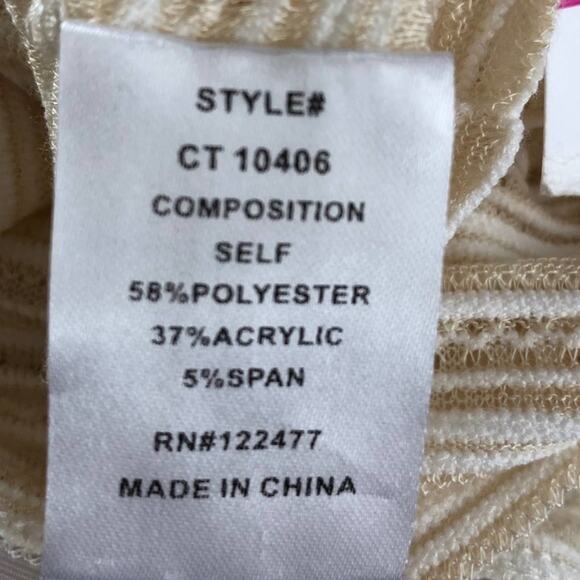 STYLE#
CT 10406
COMPOSITION
SELF
58%POLYESTER
37%ACRYLIC
5%SPAN
RN#122477
MADE IN CHINA